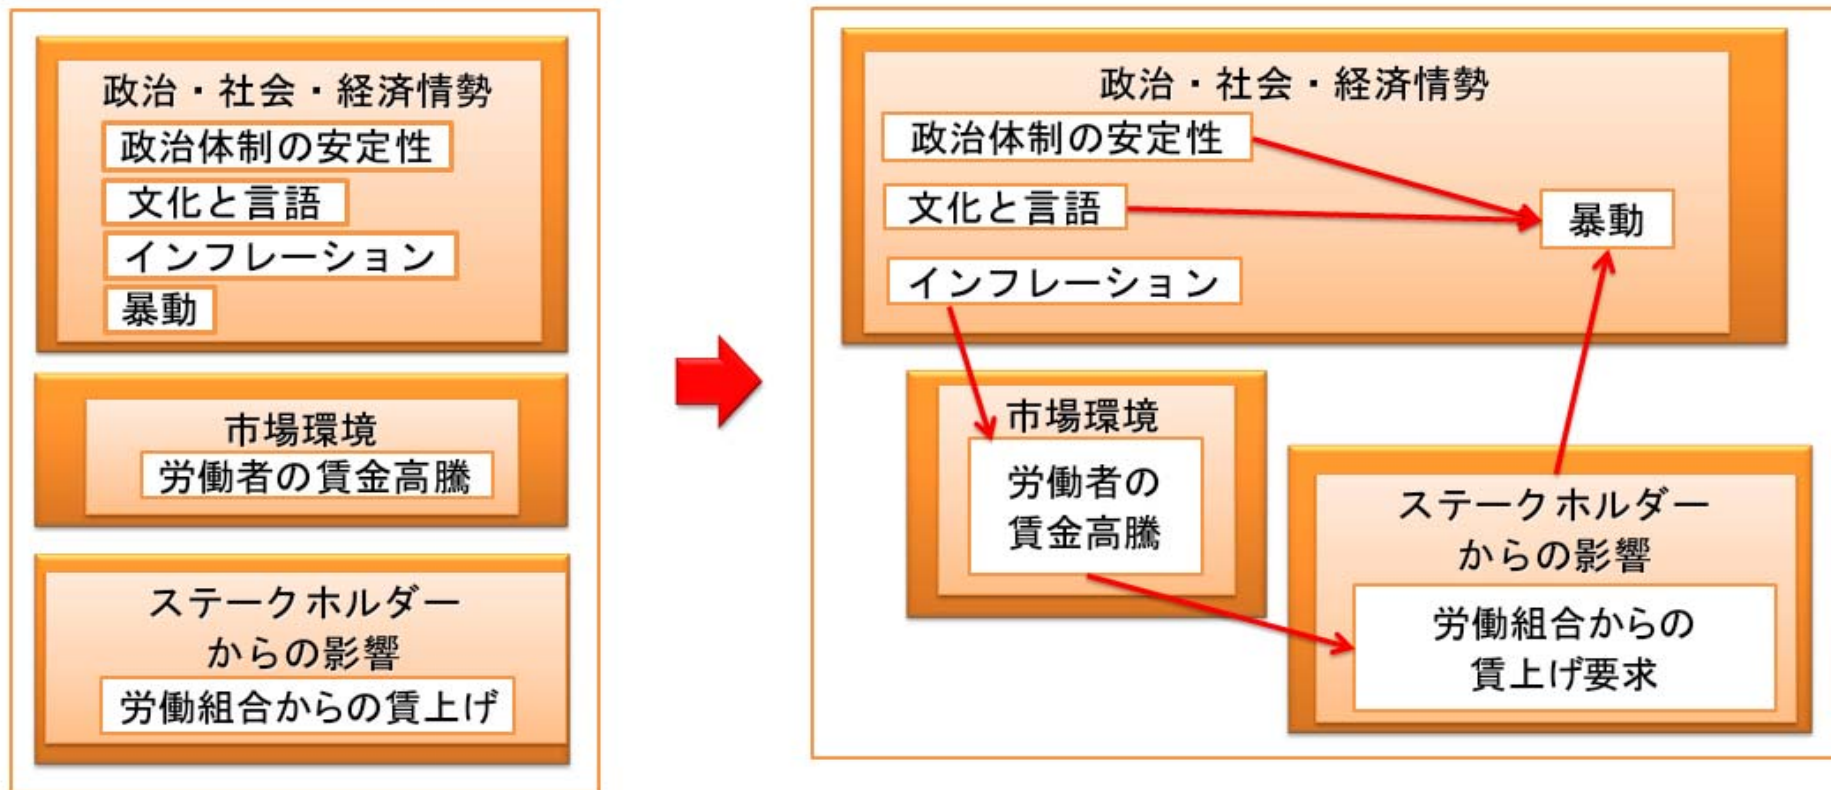 政治・社会・経済情勢
政治体制の安定性
文化と言語
インフレーション
暴動
市場環境
労働者の賃金高騰
ステークホルダー
からの影響
労働組合からの賃上げ
政治・社会・経済情勢
政治体制の安定性
文化と言語
暴動
インフレーション
市場環境
労働者の
賃金高騰
ステークホルダー
からの影響
労働組合からの
賃上げ要求